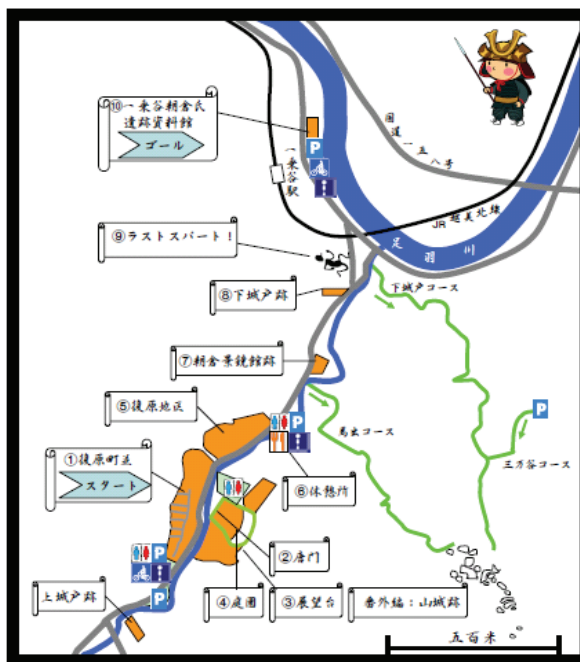 ⑩一乗谷朝倉氏
遺跡資料館
ゴール
P
一乗谷駅
国道一五八号
JR越美北線
足羽川
⑨ラストスパート！
⑧下城戸跡
下城戸コース
⑦朝倉景鏡館跡
⑤復原地区
馬出コース
P
三万谷コース
P
①復原町並
スタート
⑥休憩所
②唐門
P
P
④庭園
③展望台
番外編：山城跡
上城戸跡
五百米